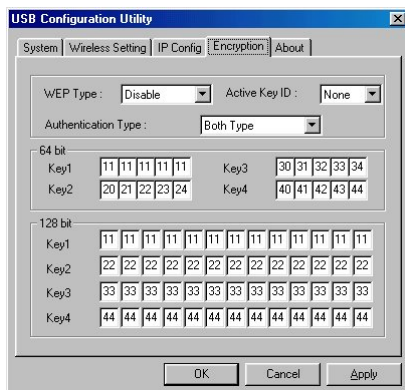 USB Configuration Utility
System Wireless Setting IP Config Encryption About
WEP Type : Disable Active Key ID : None
Authentication Type : Both Type
64 bit
Key1 11 11 11 11 11 Key3 30 31 32 33 34
Key2 20 21 22 23 24 Key4 40 41 42 43 44
128 bit
Key1 11 11 11 11 11 11 11 11 11 11 11 11 11
Key2 22 22 22 22 22 22 22 22 22 22 22 22 22
Key3 33 33 33 33 33 33 33 33 33 33 33 33 33
Key4 44 44 44 44 44 44 44 44 44 44 44 44 44
OK Cancel Apply